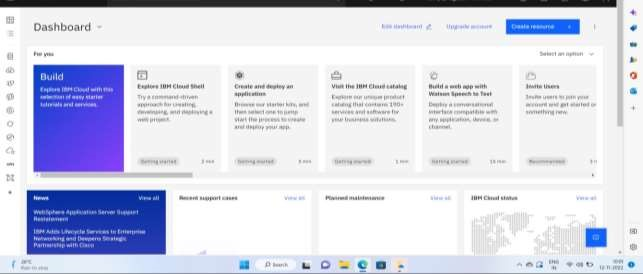 Dashboard
Edit dashboard
Upgrade account
Create resource +
For you
Select an option
Build
Explore IBM Cloud with this
selection of easy starter
tutorials and services.
Explore IBM Cloud Shell
Try a command-driven
approach for creating,
developing, and deploying a
web project.
Getting started 2 min
Create and deploy an
application
Browse our starter kits, and
then select one to jump
start the process to create
and deploy your app.
Getting started 5 min
Visit the IBM Cloud catalog
Explore our unique product
catalog that contains 190+
services and software for
your business solutions.
Getting started 1 min
Build a web app with
Watson Speech to Text
Deploy a conversational
interface compatible with
any application, device, or
channel.
Getting started 15 min
Invite Users
Invite users to join your
account and get started or
something new.
Recommended
News View all
WebSphere Application Server Support
Restatement
IBM Adds Lifecycle Services to Enterprise
Networking and Deepens Strategic
Partnership with Cisco
Recent support cases View all
Planned maintenance View all
IBM Cloud status View all
Rain to stop
Search
ENG
IN